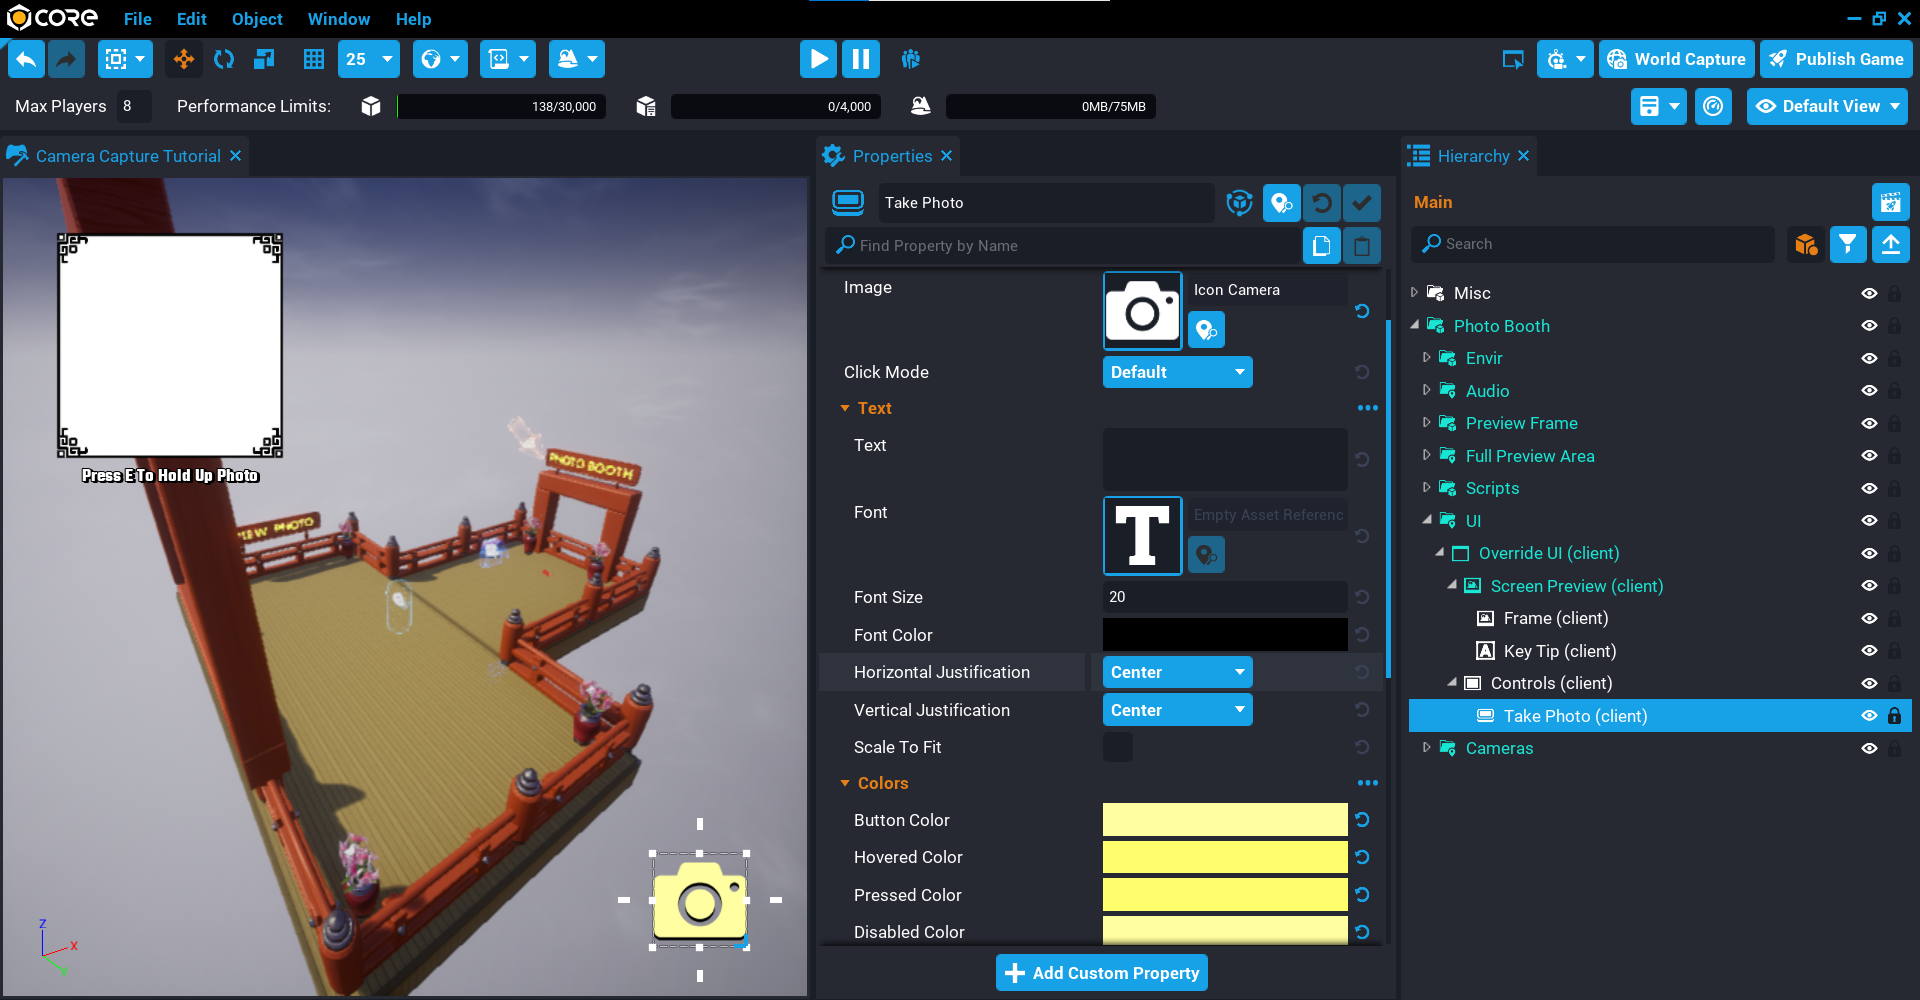 CORE
File Edit Object Window Help
25
World Capture
Publish Game
Max Players 8 Performance Limits: 138/30,000 0/4,000 0MB/75MB
Default View
Camera Capture Tutorial
Press E To Hold Up Photo
PHOTO BOOTH
PHOTO
Z
X
Y
Properties
Take Photo
Find Property by Name
Image
Icon Camera
Click Mode
Default
Text
Text
Font
T
Empty Asset Referenc
Font Size
20
Font Color
Horizontal Justification
Center
Vertical Justification
Center
Scale To Fit
Colors
Button Color
Hovered Color
Pressed Color
Disabled Color
Add Custom Property
Hierarchy
Main
Search
Misc
Photo Booth
Envir
Audio
Preview Frame
Full Preview Area
Scripts
UI
Override UI (client)
Screen Preview (client)
Frame (client)
A
Key Tip (client)
Controls (client)
Take Photo (client)
Cameras